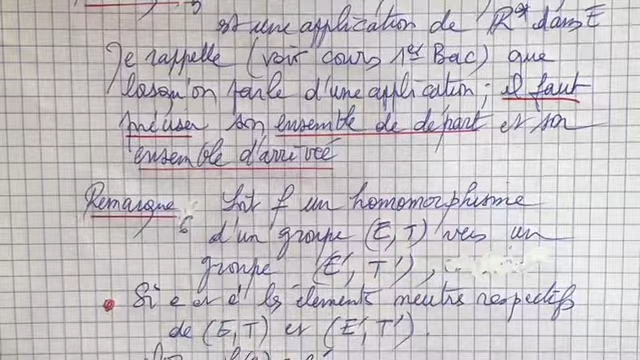 est une application de R* dans E
Je rappelle (voir cours 1er Bac) que
losqu'on parle d'une application ; il faut
préciser son ensemble de départ et son
ensemble d'arrivée
Remarque : Soit f un homomorphisme
d'un groupe (E, T) vers un
groupe (E', T'),
• Si e et e' les éléments neutres respectifs
de (E, T) et (E', T').